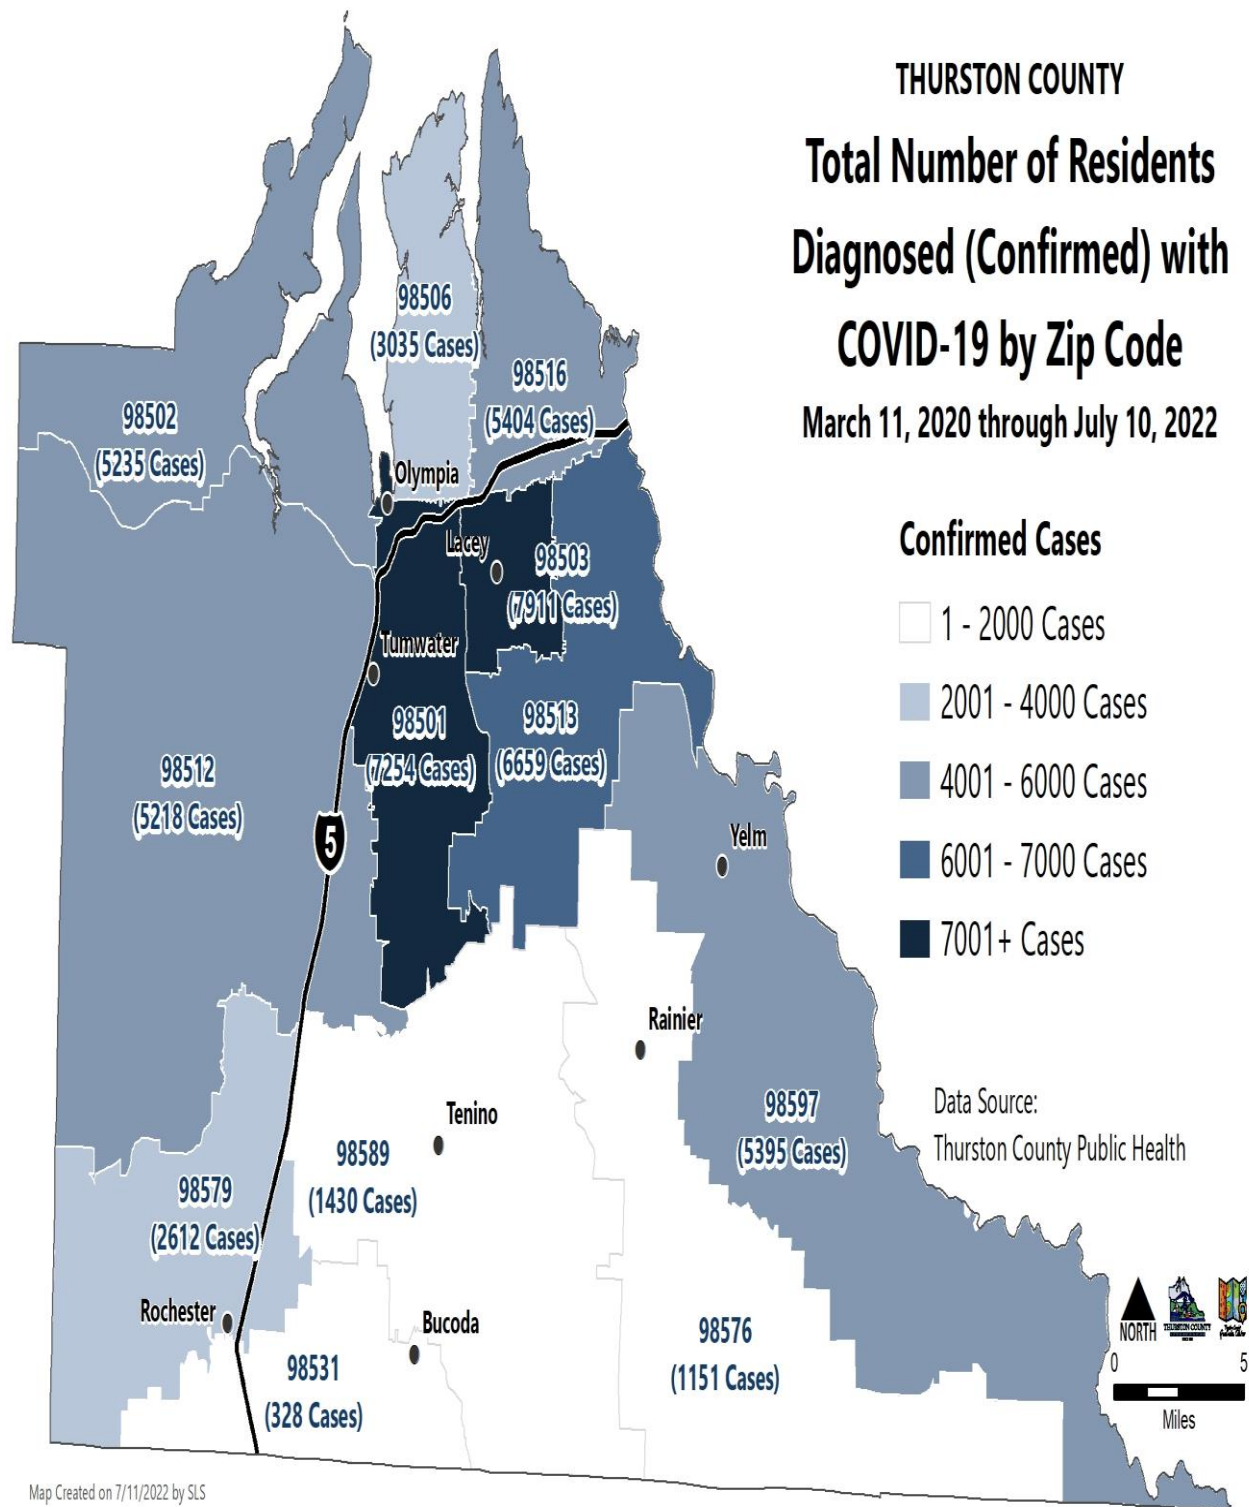 THURSTON COUNTY
Total Number of Residents
Diagnosed (Confirmed) with
COVID-19 by Zip Code
March 11, 2020 through July 10, 2022
98506
(3035 Cases)
98516
(5404 Cases)
98502
(5235 Cases)
Olympia
Lacey
98503
(7911 Cases)
Tumwater
98501
(7254 Cases)
98513
(6659 Cases)
98512
(5218 Cases)
5
Yelm
Rainier
Tenino
98597
(5395 Cases)
98589
(1430 Cases)
98579
(2612 Cases)
Rochester
Bucoda
98576
(1151 Cases)
98531
(328 Cases)
Confirmed Cases
1 - 2000 Cases
2001 - 4000 Cases
4001 - 6000 Cases
6001 - 7000 Cases
7001+ Cases
Data Source:
Thurston County Public Health
NORTH
THURSTON COUNTY
0 5
Miles
Map Created on 7/11/2022 by SLS